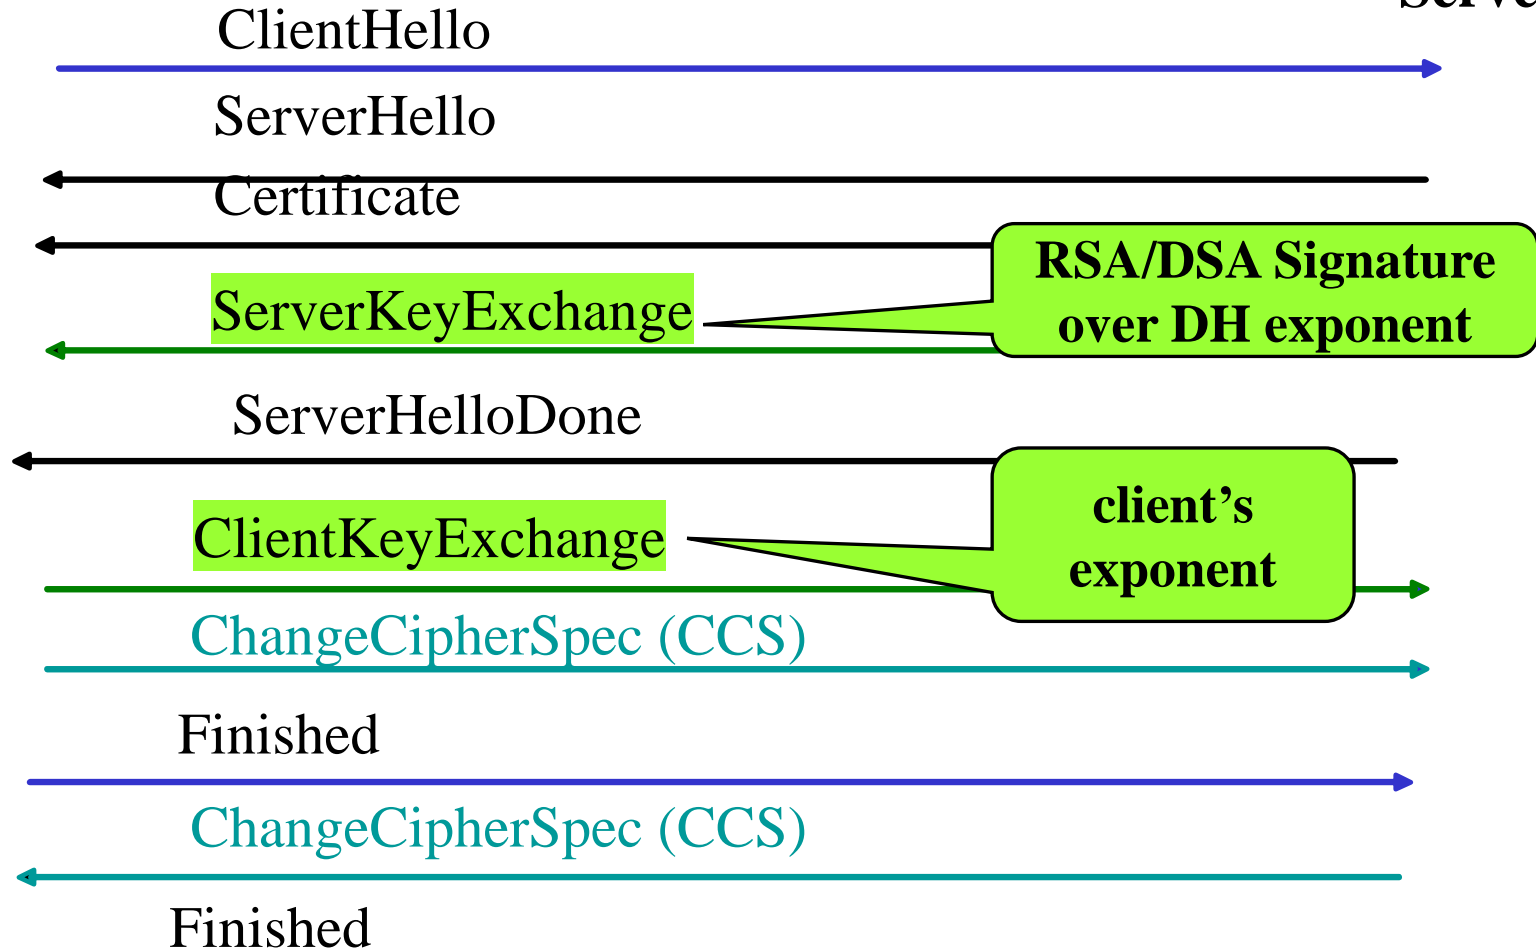 ClientHello
ServerHello
Certificate
RSA/DSA Signature
over DH exponent
ServerKeyExchange
ServerHelloDone
client’s
exponent
ClientKeyExchange
ChangeCipherSpec (CCS)
Finished
ChangeCipherSpec (CCS)
Finished